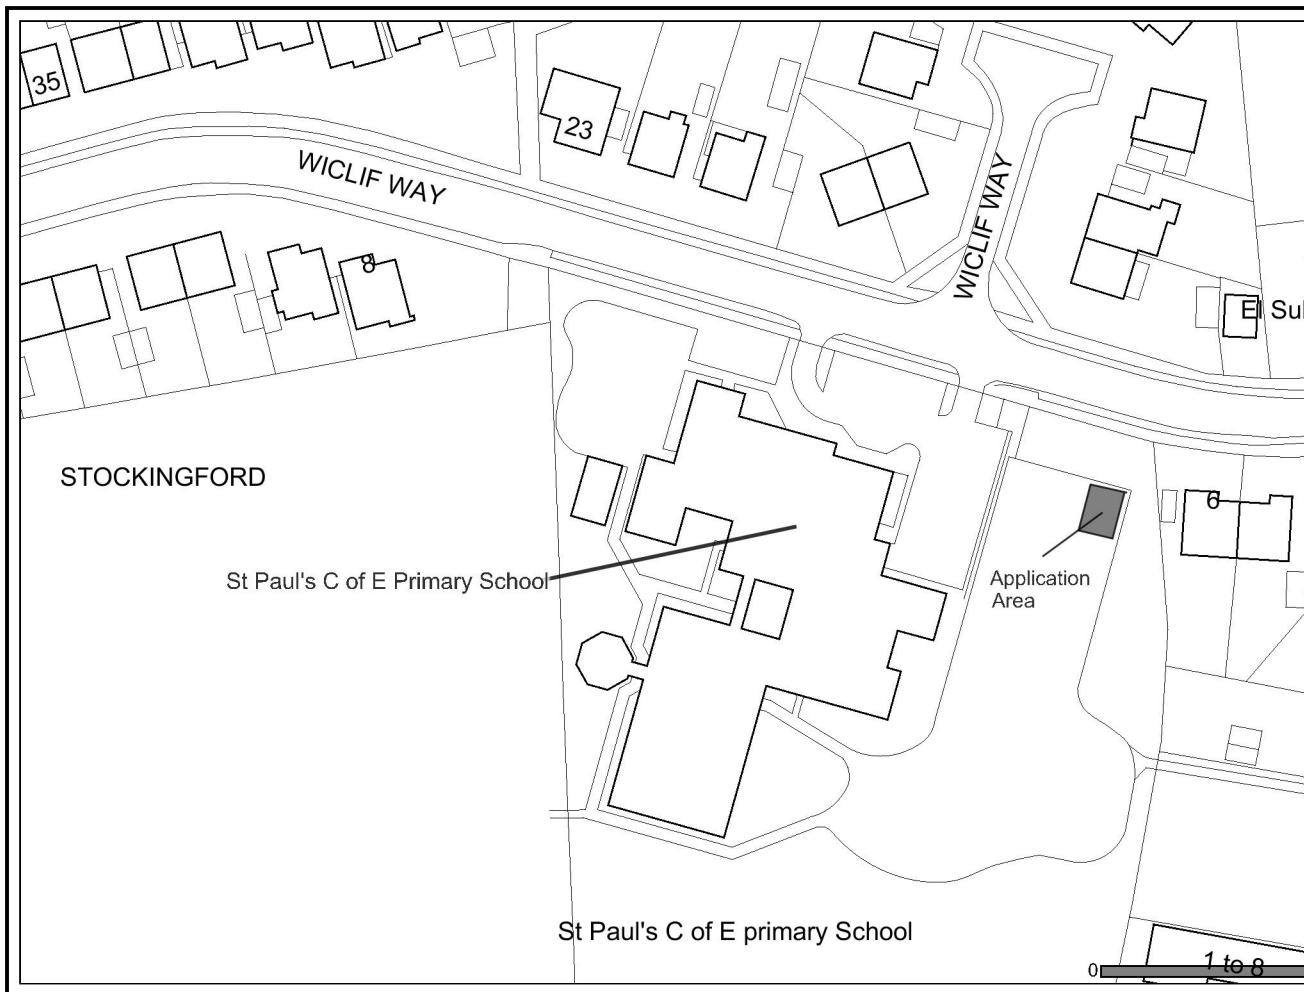 35
23
WICLIF WAY
WICLIF WAY
8
El Sul
STOCKINGFORD
6
St Paul's C of E Primary School
Application
Area
St Paul's C of E primary School
0
1 to 8